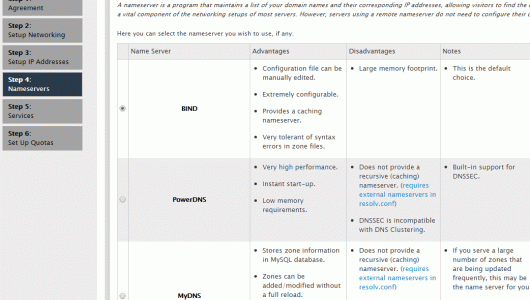 Agreement
Step 2:
Setup Networking
Step 3:
Setup IP Addresses
Step 4:
Nameservers
Step 5:
Services
Step 6:
Set Up Quotas
A nameserver is a program that maintains a list of your domain names and their corresponding IP addresses, allowing visitors to find the
a vital component of the networking setups of most servers. However, servers using a remote nameserver do not need to configure their
Here you can select the nameserver you wish to use, if any.
Name Server Advantages Disadvantages Notes
BIND
Configuration file can be
manually edited.
Extremely configurable.
Provides a caching
nameserver.
Very tolerant of syntax
errors in zone files.
Large memory footprint.
This is the default
choice.
PowerDNS
Very high performance.
Instant start-up.
Low memory
requirements.
Does not provide a
recursive (caching)
nameserver. (requires
external nameservers in
resolv.conf)
DNSSEC is incompatible
with DNS Clustering.
Built-in support for
DNSSEC.
MyDNS
Stores zone information
in MySQL database.
Zones can be
added/modified without
a full reload.
Does not provide a
recursive (caching)
nameserver. (requires
external nameservers in
resolv.conf)
If you serve a large
number of zones that
are being updated
frequently, this may be
the name server for you